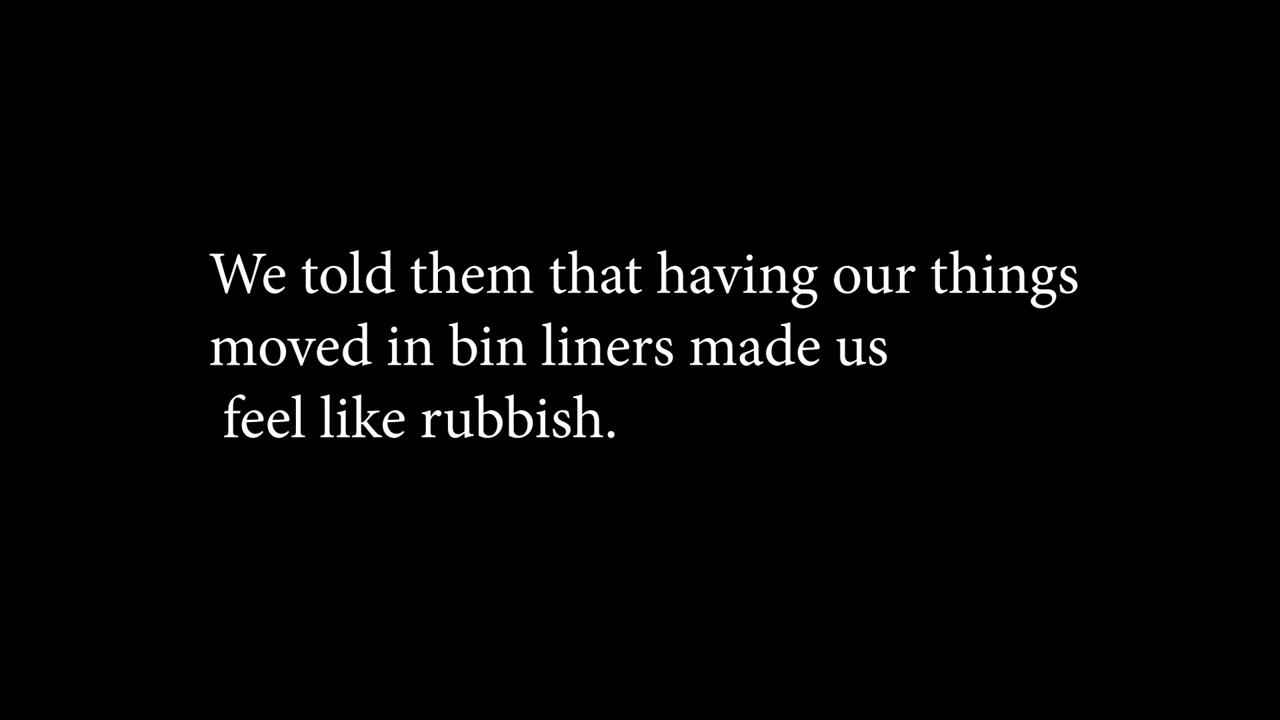 We told them that having our things
moved in bin liners made us
feel like rubbish.